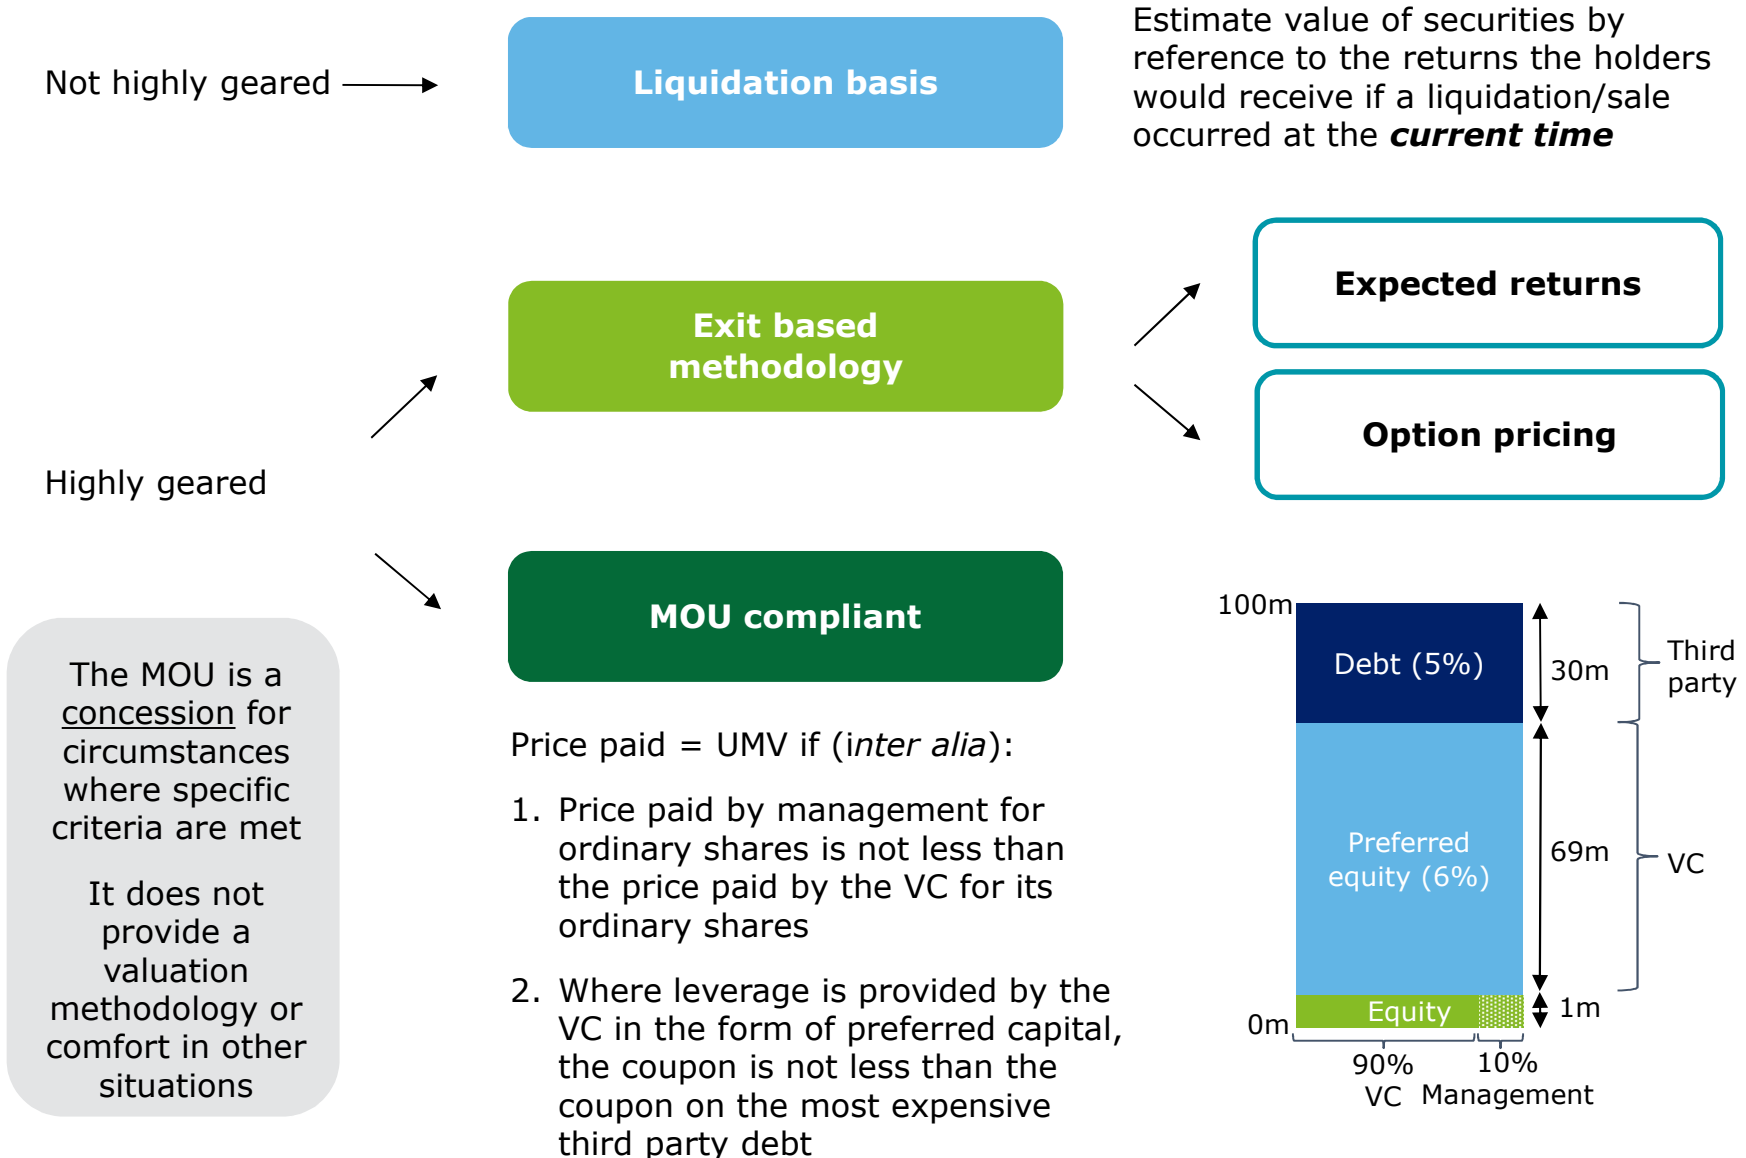 Not highly geared
Liquidation basis
Estimate value of securities by
reference to the returns the holders
would receive if a liquidation/sale
occurred at the current time
Exit based
methodology
Expected returns
Option pricing
Highly geared
MOU compliant
The MOU is a
concession for
circumstances
where specific
criteria are met
It does not
provide a
valuation
methodology or
comfort in other
situations
Price paid = UMV if (inter alia):
1. Price paid by management for
ordinary shares is not less than
the price paid by the VC for its
ordinary shares
2. Where leverage is provided by the
VC in the form of preferred capital,
the coupon is not less than the
coupon on the most expensive
third party debt
100m
Debt (5%)
30m
Third
party
Preferred
equity (6%)
69m
VC
Equity
1m
0m
90%
VC
10%
Management